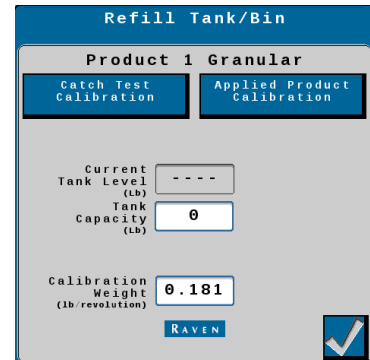 Refill Tank/Bin
Product 1 Granular
Catch Test
Calibration
Applied Product
Calibration
Current
Tank Level
(Lb)
----
Tank
Capacity
(Lb)
0
Calibration
Weight
(lb/revolution)
0.181
RAVEN